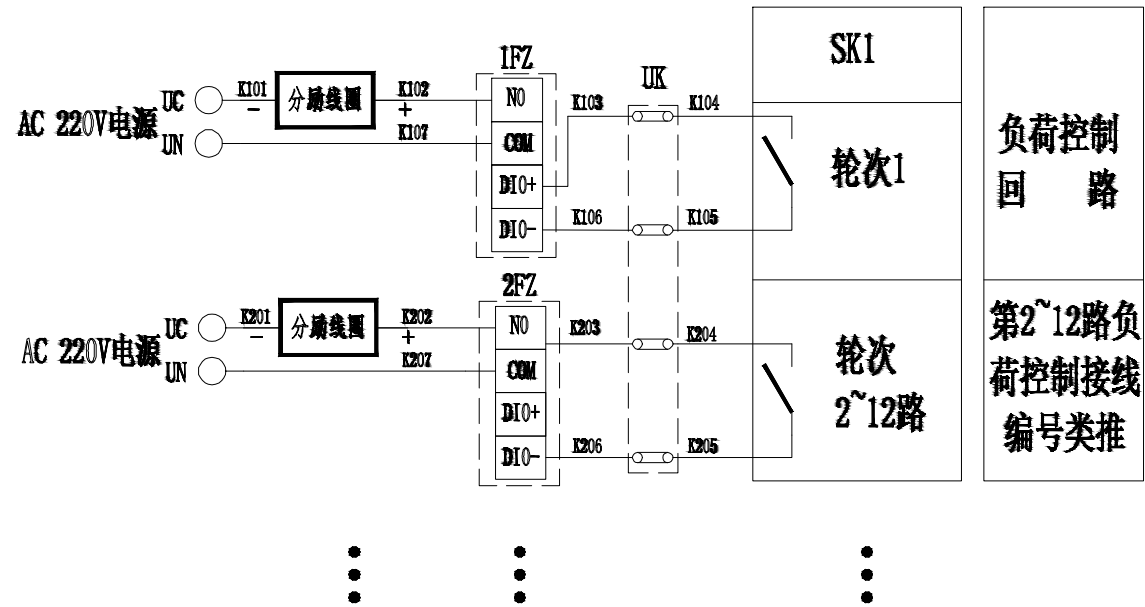 SK1
1FZ
UK
AC 220V电源
UC
K101
-
分励线圈
K102
+
NO
K103
K104
UN
K107
COM
DIO+
轮次1
负荷控制
回 路
DIO-
K106
K105
2FZ
AC 220V电源
UC
K201
-
分励线圈
K202
+
NO
K203
K204
UN
K207
COM
DIO+
轮次
2~12路
第2~12路负
荷控制接线
编号类推
DIO-
K206
K205